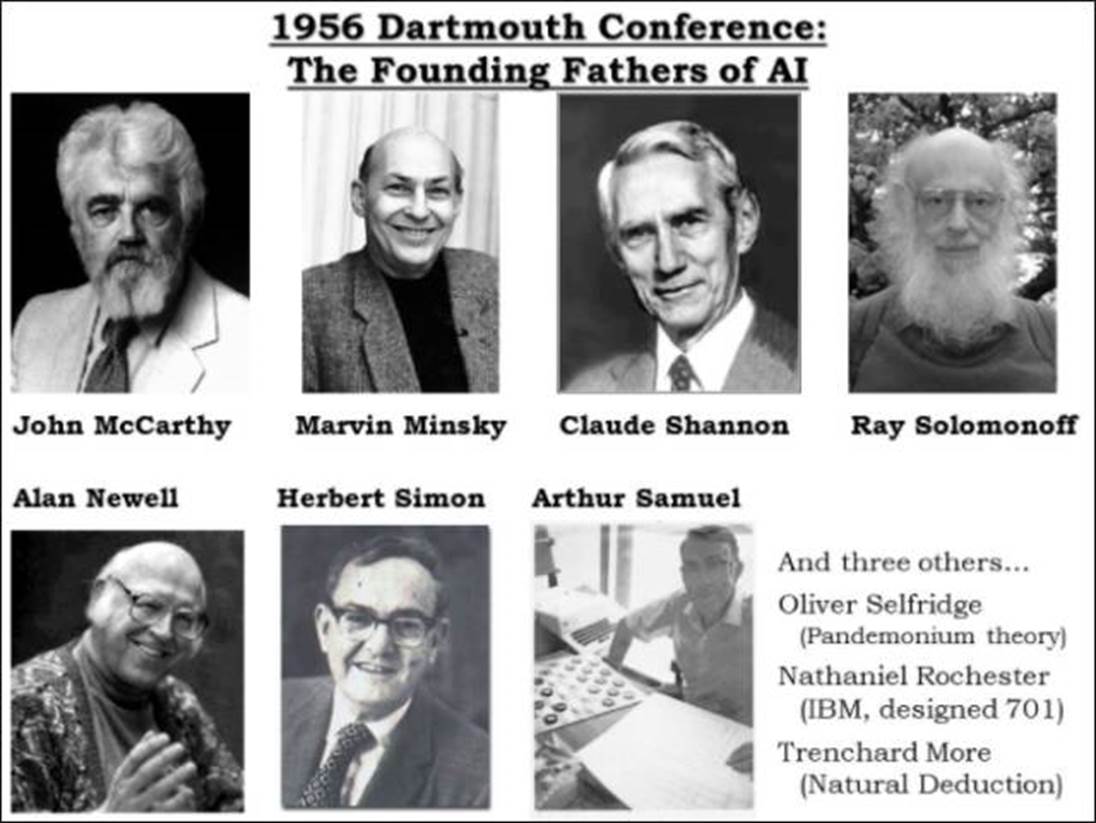 1956 Dartmouth Conference:
The Founding Fathers of AI
John McCarthy
Marvin Minsky
Claude Shannon
Ray Solomonoff
Alan Newell
Herbert Simon
Arthur Samuel
And three others...
Oliver Selfridge
(Pandemonium theory)
Nathaniel Rochester
(IBM, designed 701)
Trenchard More
(Natural Deduction)